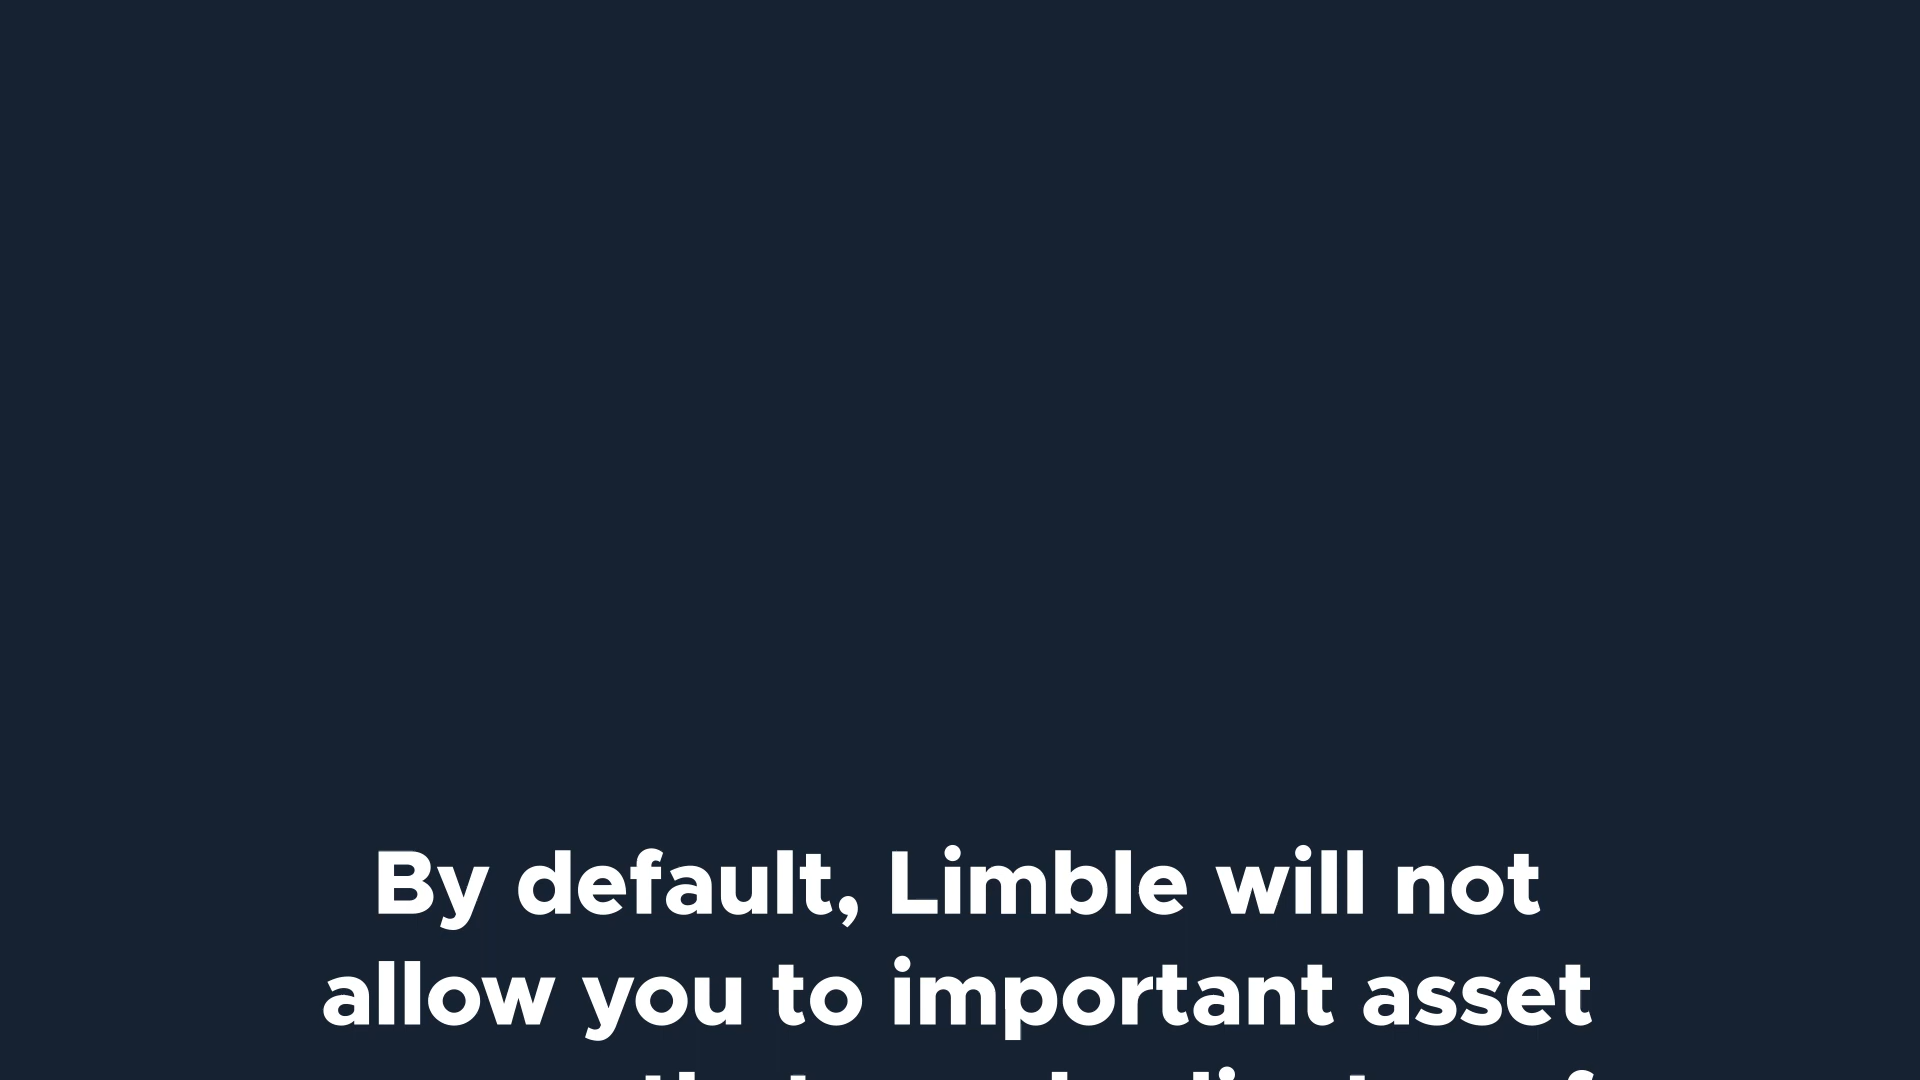 By default, Limble will not
allow you to important asset